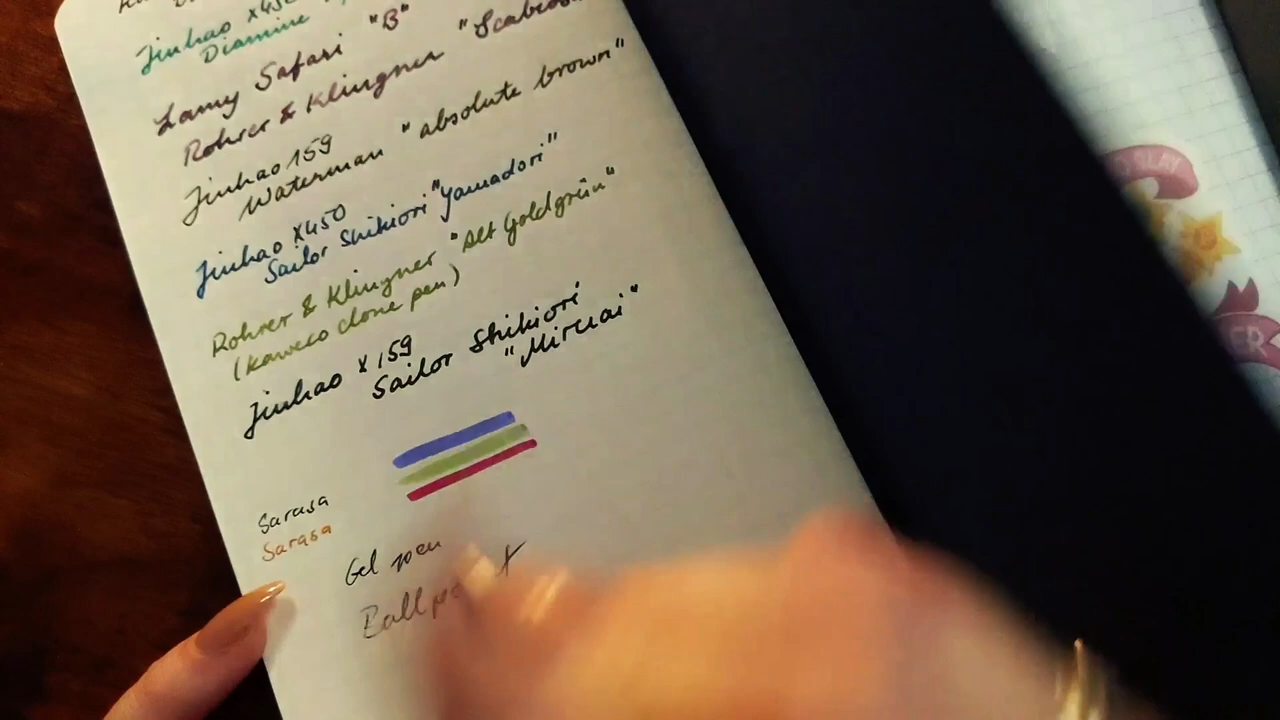 Jinhao x450
Diamine
Lamy Safari "B"
Rohrer & Klingner "Scabiosa
Jinhao 159
Waterman "absolute brown"
Jinhao x450
Sailor Shikiori "Yamadori"
Rohrer & Klingner "Alt Goldgrün"
(Kaweco clone pen)
Jinhao x 159
Sailor Shikiori
"Miruai"
Sarasa
Sarasa
Gel pen